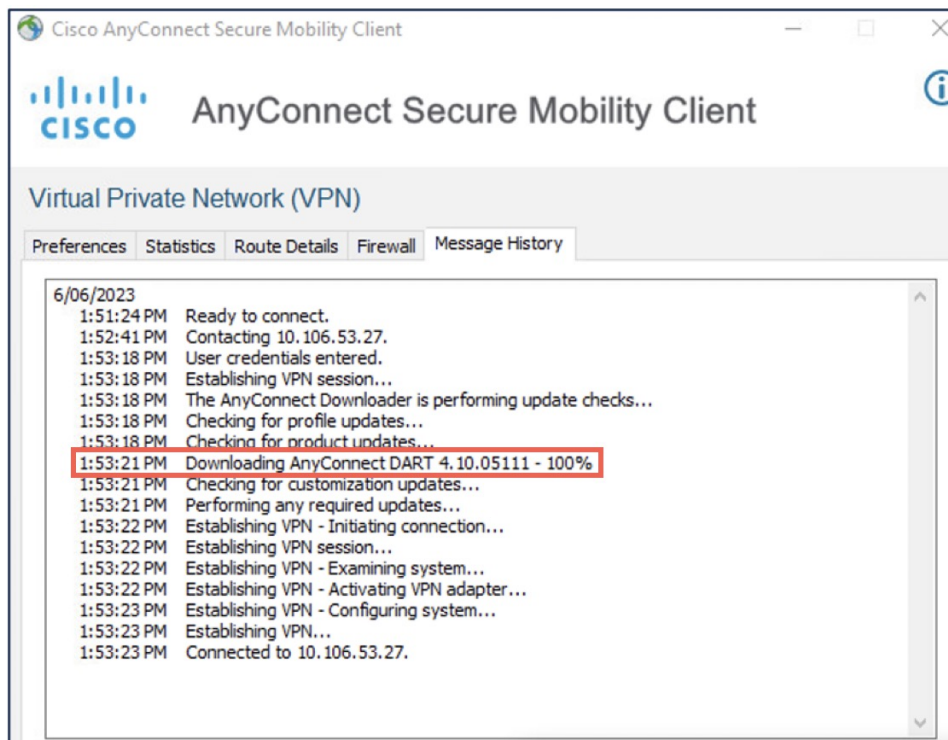 Cisco AnyConnect Secure Mobility Client
CISCO
AnyConnect Secure Mobility Client
i
Virtual Private Network (VPN)
Preferences Statistics Route Details Firewall Message History
6/06/2023
1:51:24 PM Ready to connect.
1:52:41 PM Contacting 10.106.53.27.
1:53:18 PM User credentials entered.
1:53:18 PM Establishing VPN session...
1:53:18 PM The AnyConnect Downloader is performing update checks...
1:53:18 PM Checking for profile updates...
1:53:18 PM Checking for product updates...
1:53:21 PM Downloading AnyConnect DART 4.10.05111 - 100%
1:53:21 PM Checking for customization updates...
1:53:21 PM Performing any required updates...
1:53:22 PM Establishing VPN - Initiating connection...
1:53:22 PM Establishing VPN session...
1:53:22 PM Establishing VPN - Examining system...
1:53:22 PM Establishing VPN - Activating VPN adapter...
1:53:23 PM Establishing VPN - Configuring system...
1:53:23 PM Establishing VPN...
1:53:23 PM Connected to 10.106.53.27.